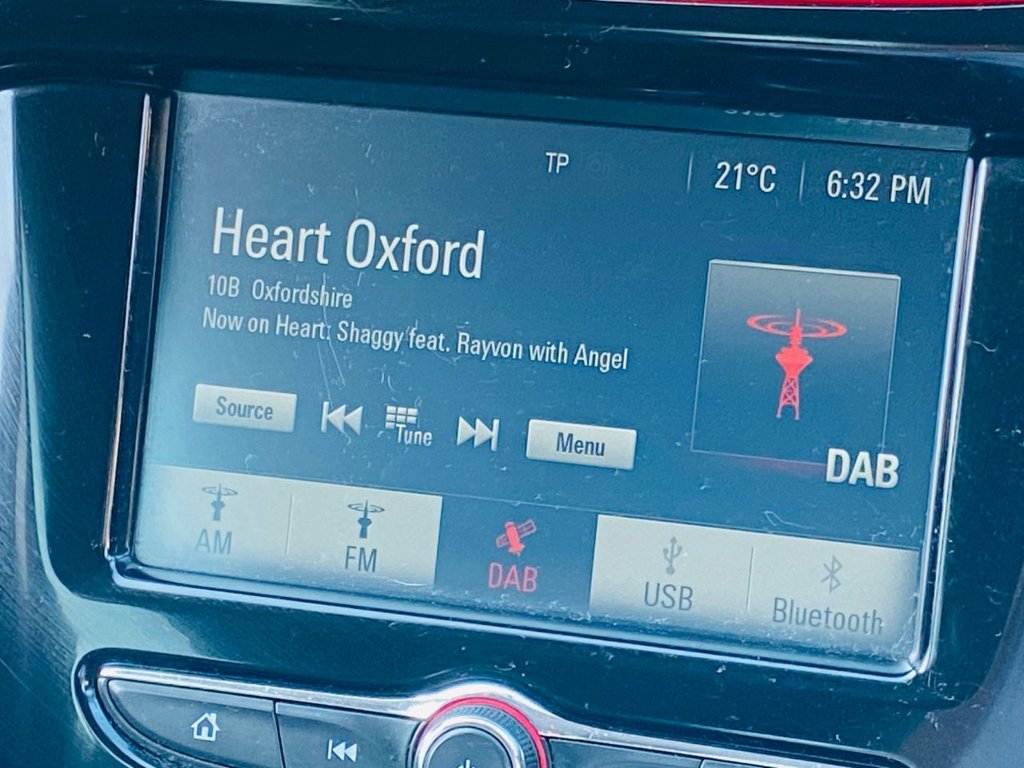 TP 21°C 6:32 PM
Heart Oxford
10B Oxfordshire
Now on Heart: Shaggy feat. Rayvon with Angel
Source Tune Menu
DAB
AM FM DAB USB Bluetooth